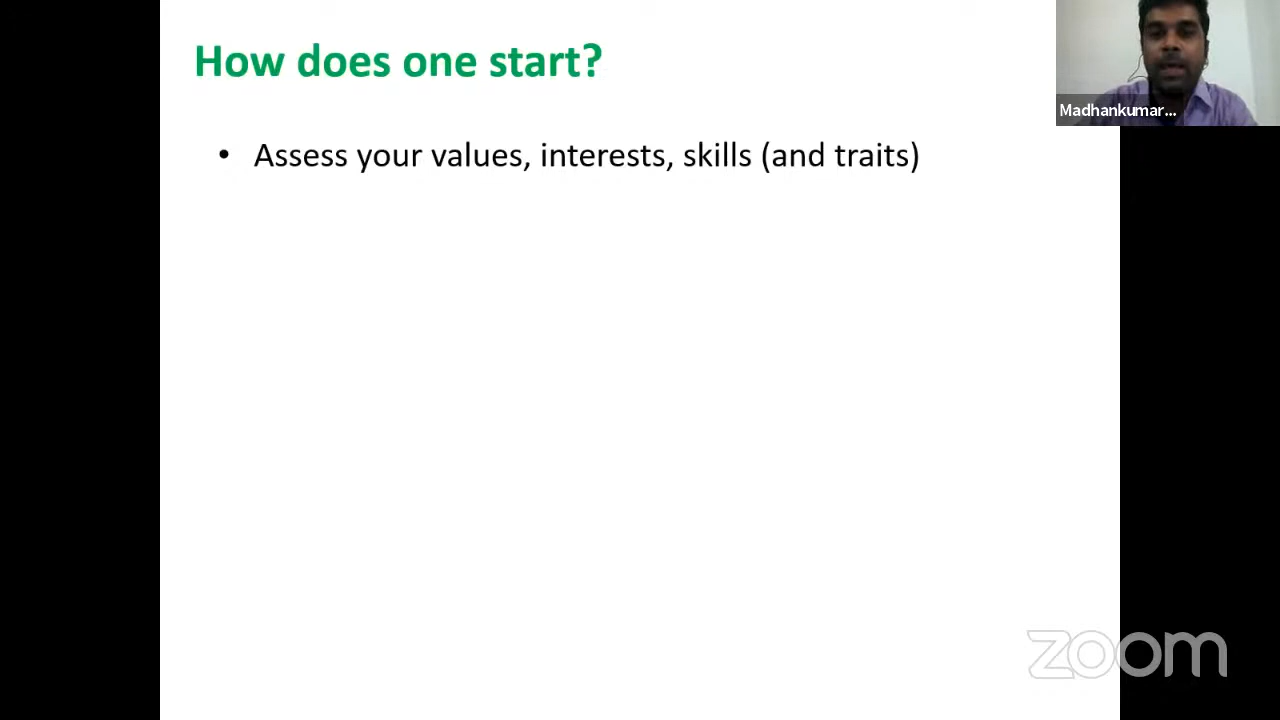 How does one start?
• Assess your values, interests, skills (and traits)
Madhankumar...
zoom